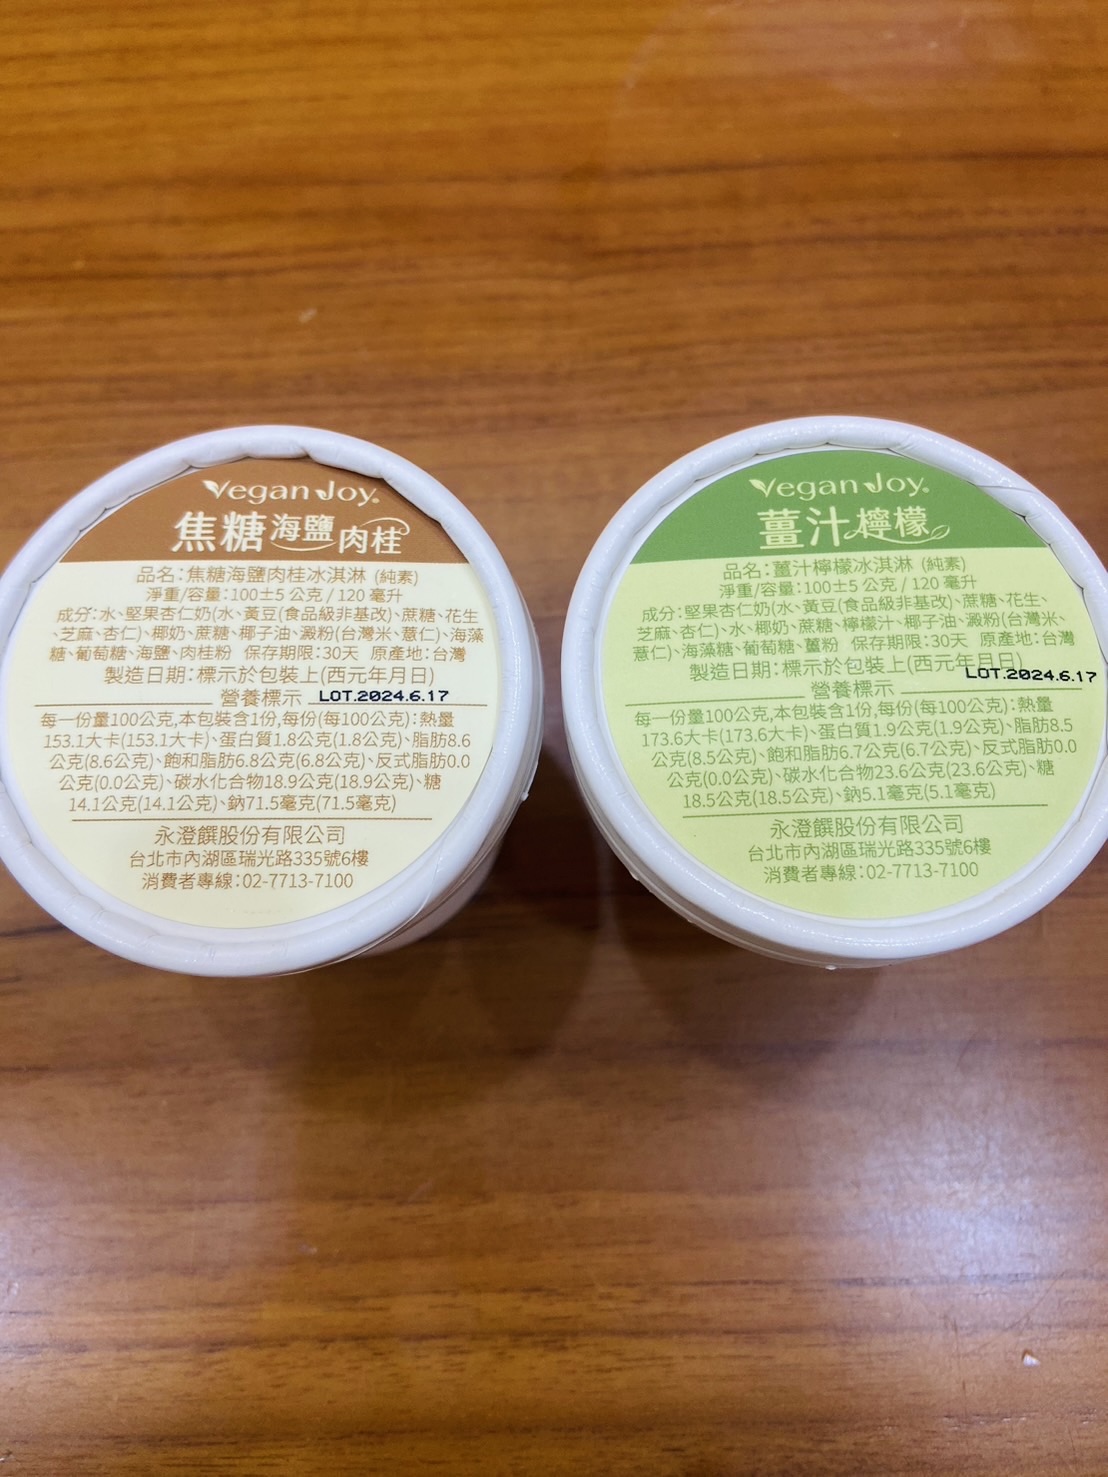 Vegan Joy®
焦糖海鹽肉桂
品名:焦糖海鹽肉桂冰淇淋 (純素)
淨重/容量:100±5 公克 / 120 毫升
成分:水、堅果杏仁奶(水、黃豆(食品級非基改)、蔗糖、花生
、芝麻、杏仁)、椰奶、蔗糖、椰子油、澱粉(台灣米、薏仁)、海藻
糖、葡萄糖、海鹽、肉桂粉 保存期限:30天 原產地:台灣
製造日期:標示於包裝上(西元年月日)
營養標示 LOT.2024.6.17
每一份量100公克,本包裝含1份,每份(每100公克):熱量
153.1大卡(153.1大卡)、蛋白質1.8公克(1.8公克)、脂肪8.6
公克(8.6公克)、飽和脂肪6.8公克(6.8公克)、反式脂肪0.0
公克(0.0公克)、碳水化合物18.9公克(18.9公克)、糖
14.1公克(14.1公克)、鈉71.5毫克(71.5毫克)
永澄饌股份有限公司
台北市內湖區瑞光路335號6樓
消費者專線:02-7713-7100
Vegan Joy®
薑汁檸檬
品名:薑汁檸檬冰淇淋 (純素)
淨重/容量:100±5 公克 / 120 毫升
成分:堅果杏仁奶(水、黃豆(食品級非基改)、蔗糖、花生、
芝麻、杏仁)、水、椰奶、蔗糖、檸檬汁、椰子油、澱粉(台灣米、
薏仁)、海藻糖、葡萄糖、薑粉 保存期限:30天 原產地:台灣
製造日期:標示於包裝上(西元年月日)
LOT.2024.6.17
營養標示
每一份量100公克,本包裝含1份,每份(每100公克):熱量
173.6大卡(173.6大卡)、蛋白質1.9公克(1.9公克)、脂肪8.5
公克(8.5公克)、飽和脂肪6.7公克(6.7公克)、反式脂肪0.0
公克(0.0公克)、碳水化合物23.6公克(23.6公克)、糖
18.5公克(18.5公克)、鈉5.1毫克(5.1毫克)
永澄饌股份有限公司
台北市內湖區瑞光路335號6樓
消費者專線:02-7713-7100